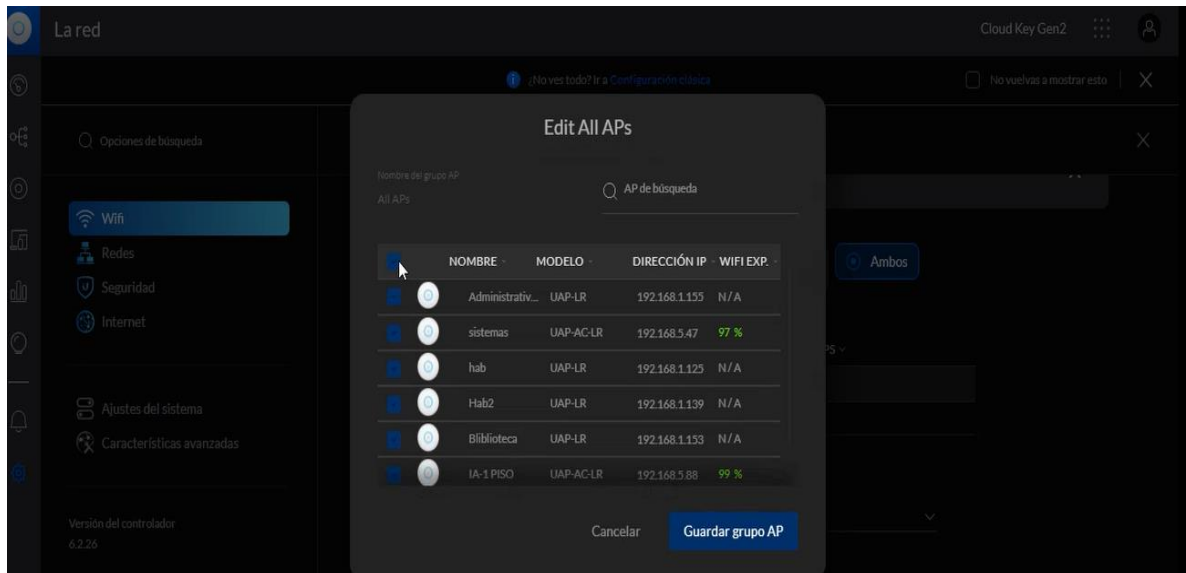 La red
Cloud Key Gen2
¿No ves todo? Ir a Configuración clásica
No vuelvas a mostrar esto
Opciones de búsqueda
Wifi
Redes
Seguridad
Internet
Ajustes del sistema
Características avanzadas
Versión del controlador
6.2.26
Edit All APs
Nombre del grupo AP
All APs
AP de búsqueda
NOMBRE MODELO DIRECCIÓN IP WIFI EXP.
Administrativ... UAP-LR 192.168.1.155 N/A
sistemas UAP-AC-LR 192.168.5.47 97 %
hab UAP-LR 192.168.1.125 N/A
Hab2 UAP-LR 192.168.1.139 N/A
Bliblioteca UAP-LR 192.168.1.153 N/A
IA-1 PISO UAP-AC-LR 192.168.5.88 99 %
Cancelar
Guardar grupo AP
Ambos